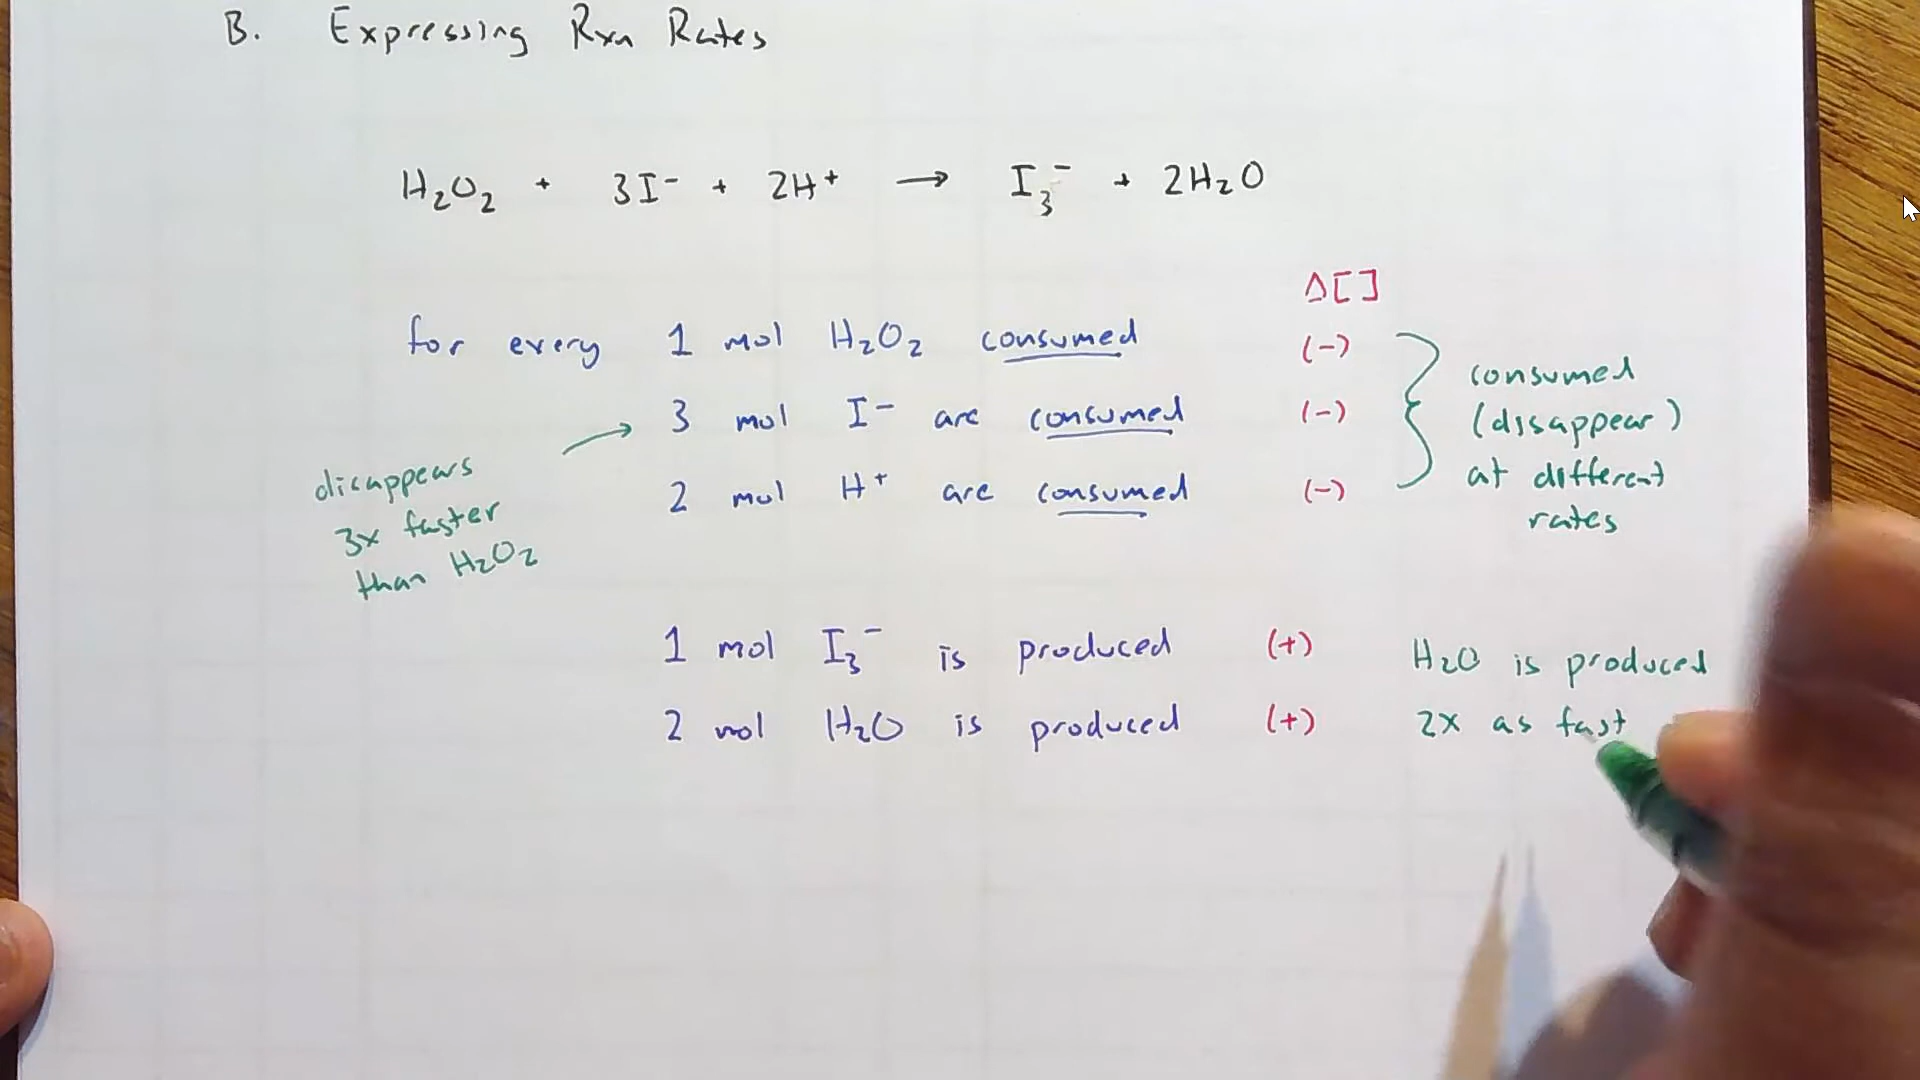 B. Expressing Rxn Rates
H₂O₂ + 3I⁻ + 2H⁺ → I₃⁻ + 2H₂O
Δ[ ]
for every 1 mol H₂O₂ consumed (-)
3 mol I⁻ are consumed (-)
2 mol H⁺ are consumed (-)
consumed
(disappear)
at different
rates
disappears
3x faster
than H₂O₂
1 mol I₃⁻ is produced (+)
2 mol H₂O is produced (+)
H₂O is produced
2x as fast